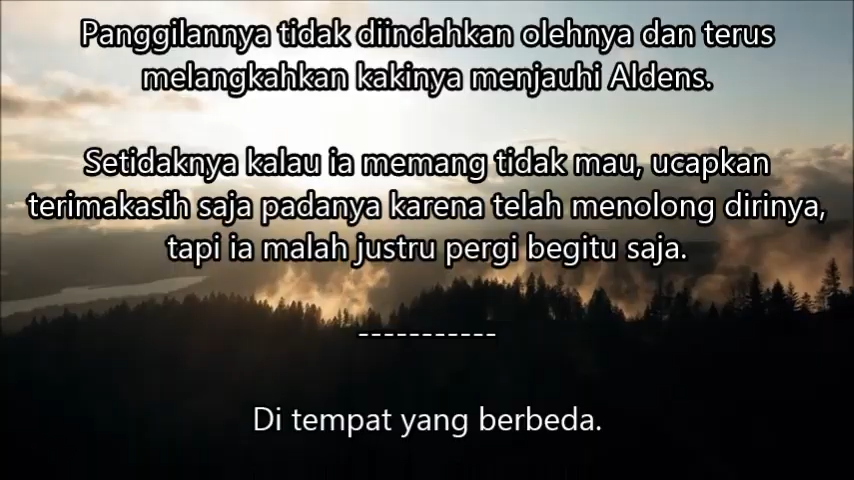 Panggilannya tidak diindahkan olehnya dan terus
melangkahkan kakinya menjauhi Aldens.
Setidaknya kalau ia memang tidak mau, ucapkan
terimakasih saja padanya karena telah menolong dirinya,
tapi ia malah justru pergi begitu saja.
-----------
Di tempat yang berbeda.